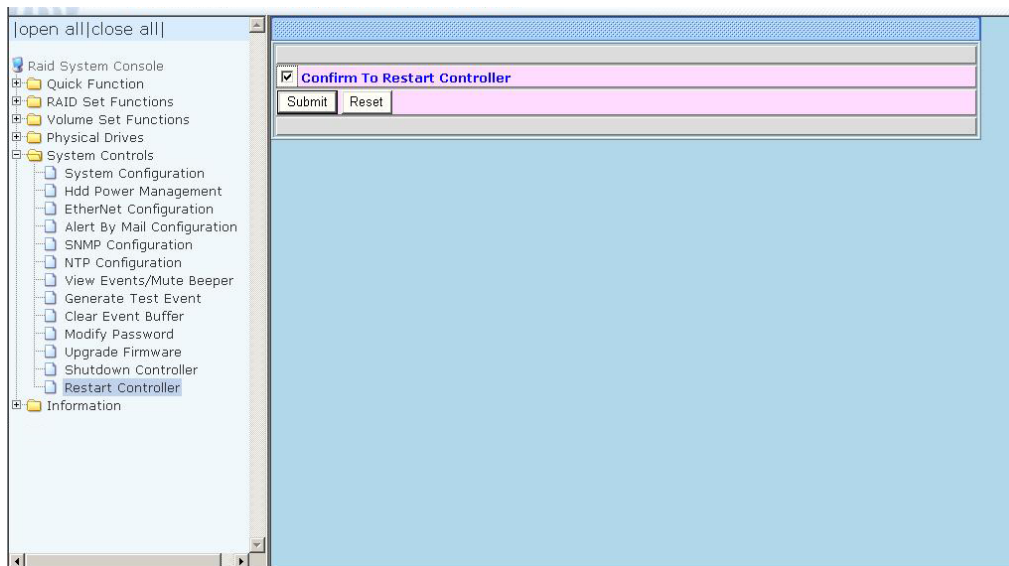 |open all|close all|
Raid System Console
Quick Function
RAID Set Functions
Volume Set Functions
Physical Drives
System Controls
System Configuration
Hdd Power Management
EtherNet Configuration
Alert By Mail Configuration
SNMP Configuration
NTP Configuration
View Events/Mute Beeper
Generate Test Event
Clear Event Buffer
Modify Password
Upgrade Firmware
Shutdown Controller
Restart Controller
Information
Confirm To Restart Controller
Submit Reset